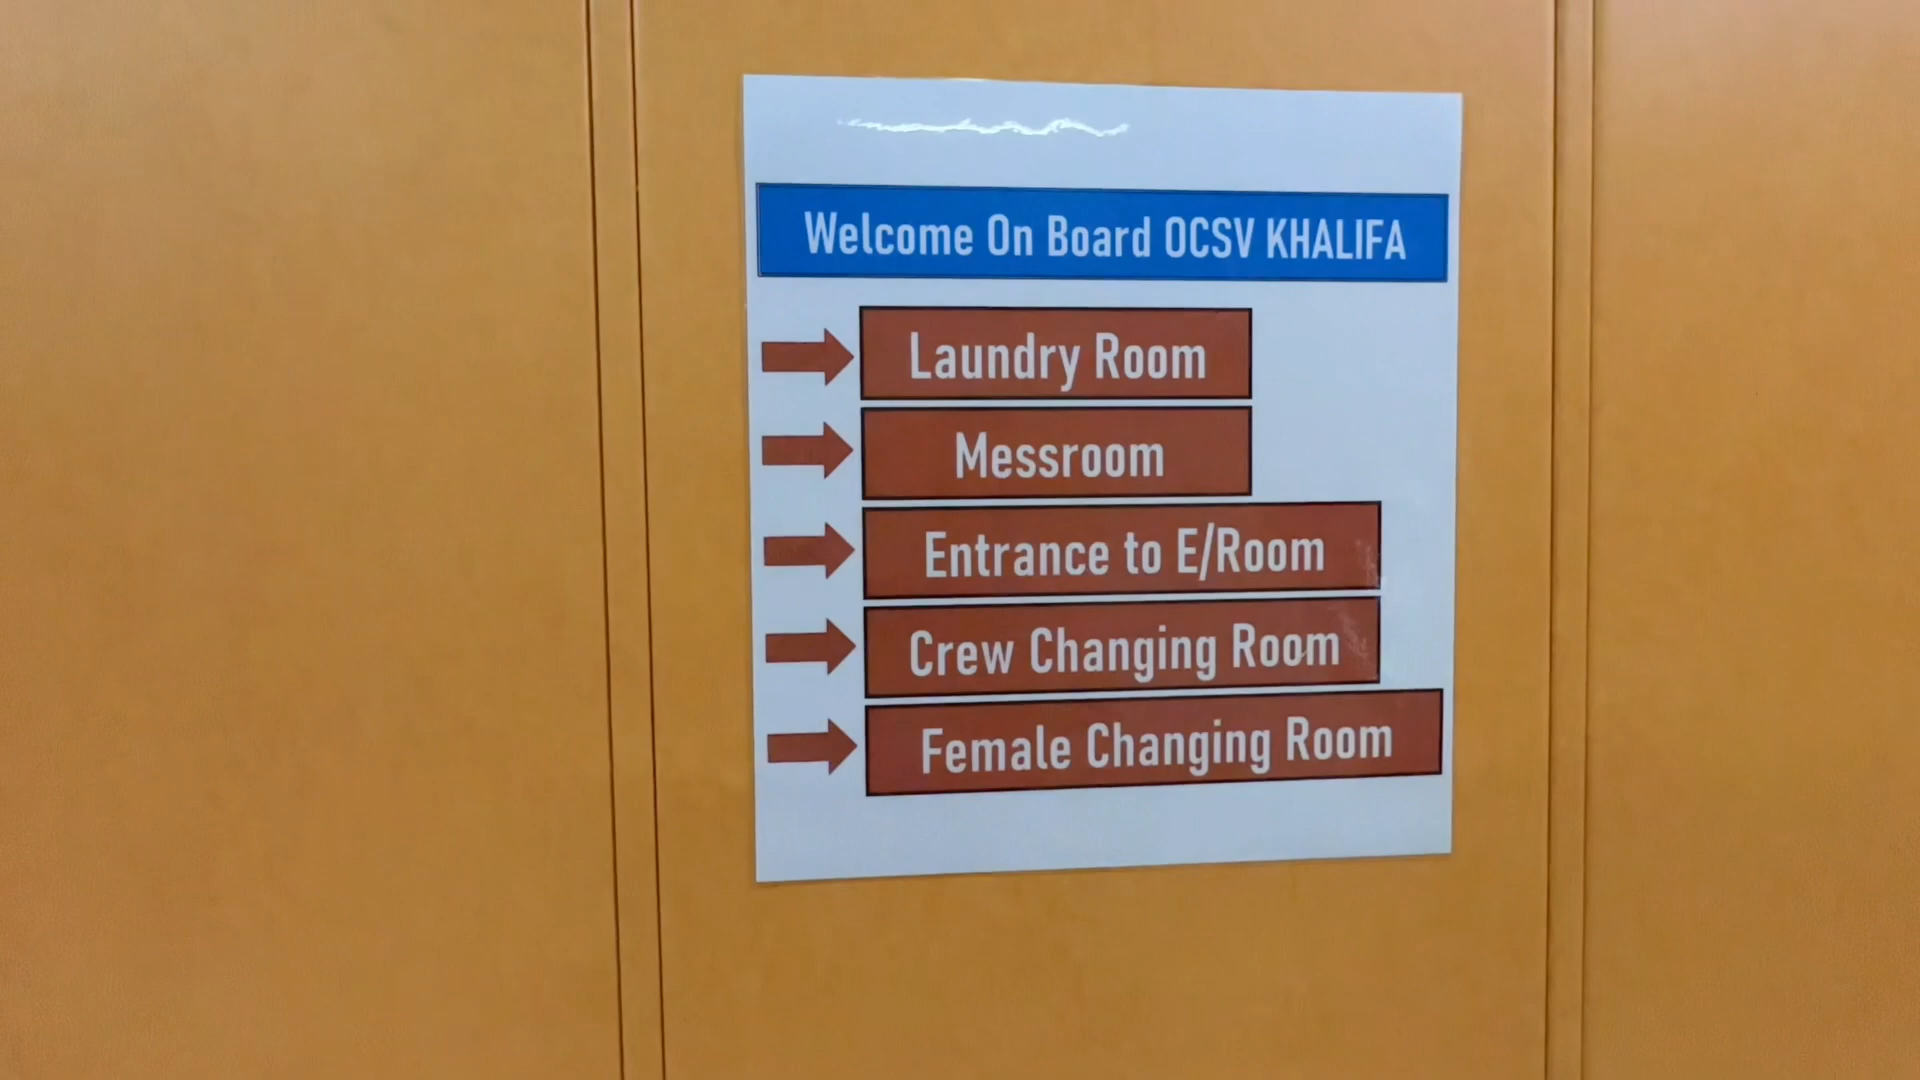 Welcome On Board OCSV KHALIFA
Laundry Room
Messroom
Entrance to E/Room
Crew Changing Room
Female Changing Room